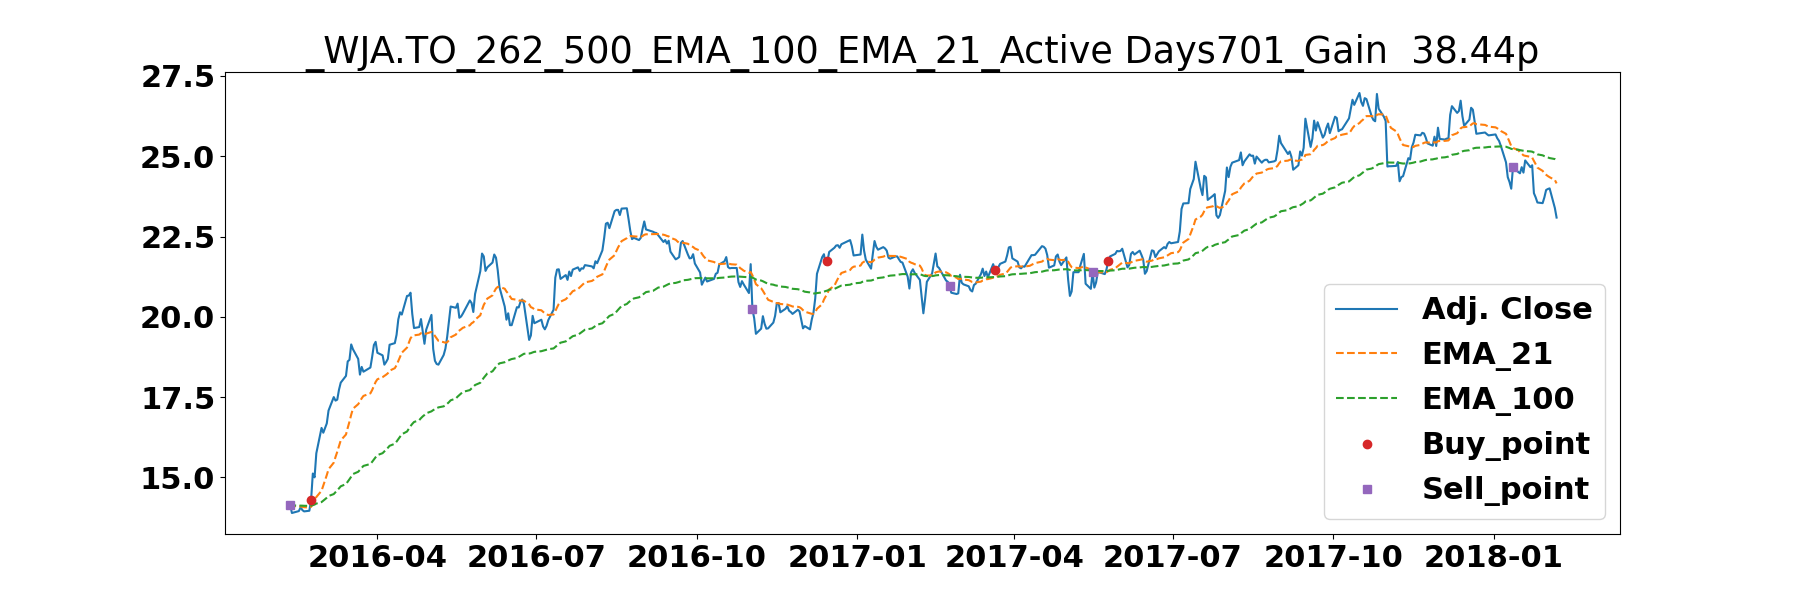 _WJA.TO_262_500_EMA_100_EMA_21_Active Days701_Gain  38.44p
27.5
25.0
22.5
20.0
17.5
15.0
Adj. Close
EMA_21
EMA_100
Buy_point
Sell_point
2016-04 2016-07 2016-10 2017-01 2017-04 2017-07 2017-10 2018-01